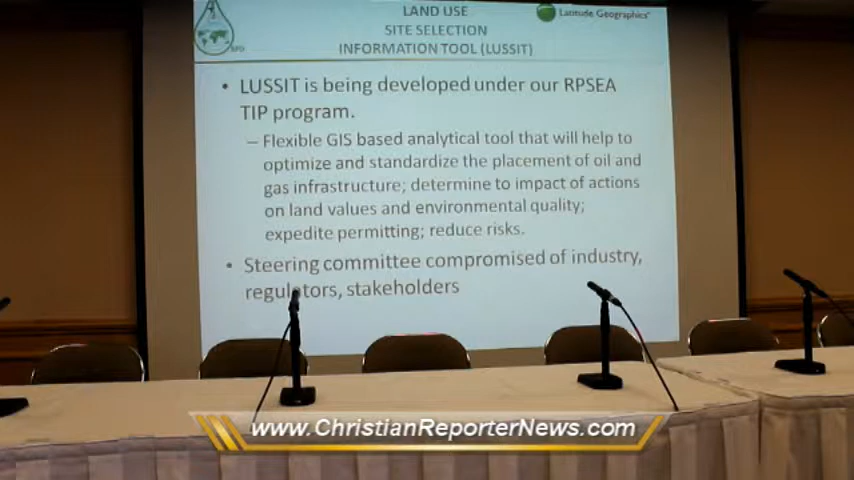 LAND USE
SITE SELECTION
INFORMATION TOOL (LUSSIT)
Latitude Geographics
• LUSSIT is being developed under our RPSEA
TIP program.
– Flexible GIS based analytical tool that will help to
optimize and standardize the placement of oil and
gas infrastructure; determine to impact of actions
on land values and environmental quality;
expedite permitting; reduce risks.
• Steering committee compromised of industry,
regulators, stakeholders
www.ChristianReporterNews.com